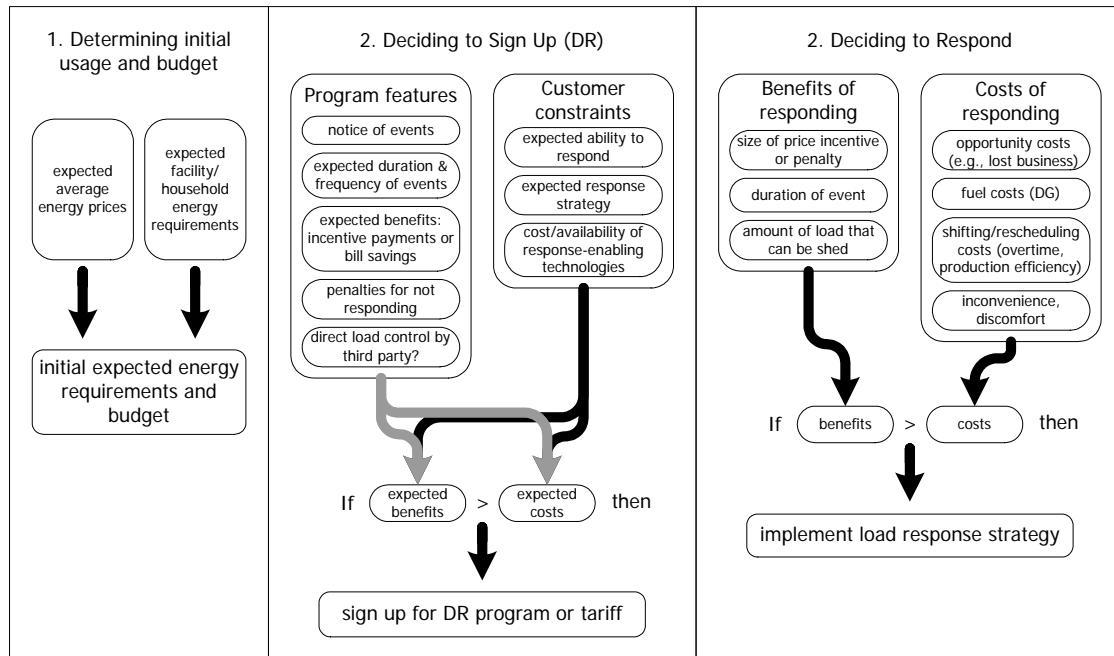 1. Determining initial
usage and budget
expected
average
energy prices
expected
facility/
household
energy
requirements
initial expected energy
requirements and
budget
2. Deciding to Sign Up (DR)
Program features
notice of events
expected duration &
frequency of events
expected benefits:
incentive payments or
bill savings
penalties for not
responding
direct load control by
third party?
Customer
constraints
expected ability to
respond
expected response
strategy
cost/availability of
response-enabling
technologies
If
expected
benefits
>
expected
costs
then
sign up for DR program or tariff
2. Deciding to Respond
Benefits of
responding
size of price incentive
or penalty
duration of event
amount of load that
can be shed
Costs of
responding
opportunity costs
(e.g., lost business)
fuel costs (DG)
shifting/rescheduling
costs (overtime,
production efficiency)
inconvenience,
discomfort
If
benefits
>
costs
then
implement load response strategy